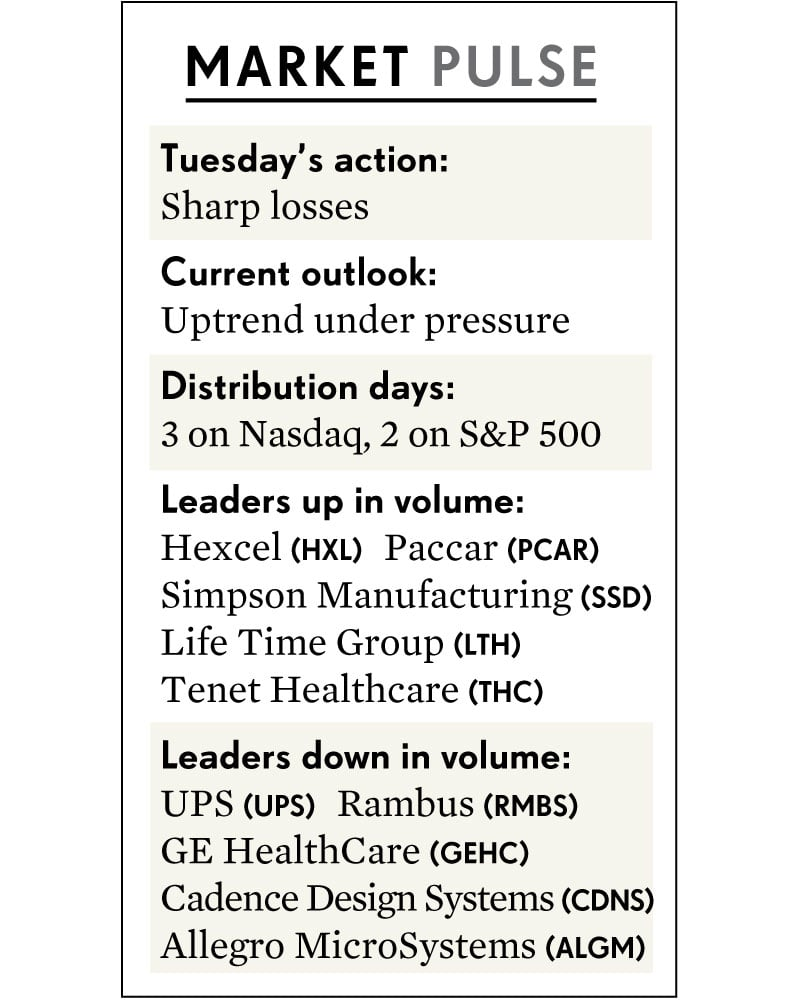 MARKET PULSE
Tuesday’s action:
Sharp losses
Current outlook:
Uptrend under pressure
Distribution days:
3 on Nasdaq, 2 on S&P 500
Leaders up in volume:
Hexcel (HXL) Paccar (PCAR)
Simpson Manufacturing (SSD)
Life Time Group (LTH)
Tenet Healthcare (THC)
Leaders down in volume:
UPS (UPS) Rambus (RMBS)
GE HealthCare (GEHC)
Cadence Design Systems (CDNS)
Allegro MicroSystems (ALGM)